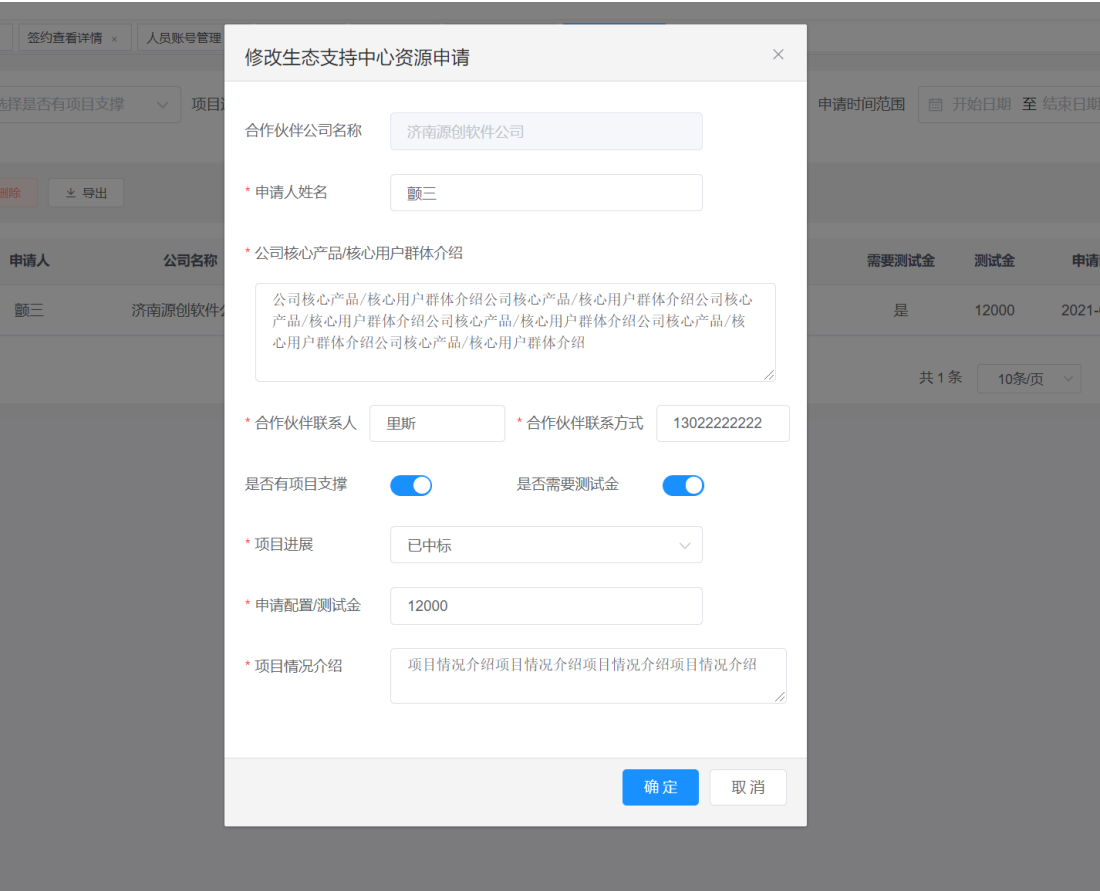 签约查看详情 ×
人员账号管理
修改生态支持中心资源申请
选择是否有项目支撑
申请时间范围 开始日期 至 结束日期
合作伙伴公司名称 济南源创软件公司
删除 导出
* 申请人姓名 颤三
* 公司核心产品/核心用户群体介绍
申请人 公司名称 需要测试金 测试金 申请
公司核心产品/核心用户群体介绍公司核心产品/核心用户群体介绍公司核心
产品/核心用户群体介绍公司核心产品/核心用户群体介绍公司核心产品/核
心用户群体介绍公司核心产品/核心用户群体介绍
颤三 济南源创软件 是 12000 2021-
共 1 条 10条/页
* 合作伙伴联系人 里斯 * 合作伙伴联系方式 13022222222
是否有项目支撑 是否需要测试金
* 项目进展 已中标
* 申请配置/测试金 12000
* 项目情况介绍 项目情况介绍项目情况介绍项目情况介绍项目情况介绍
确 定 取 消